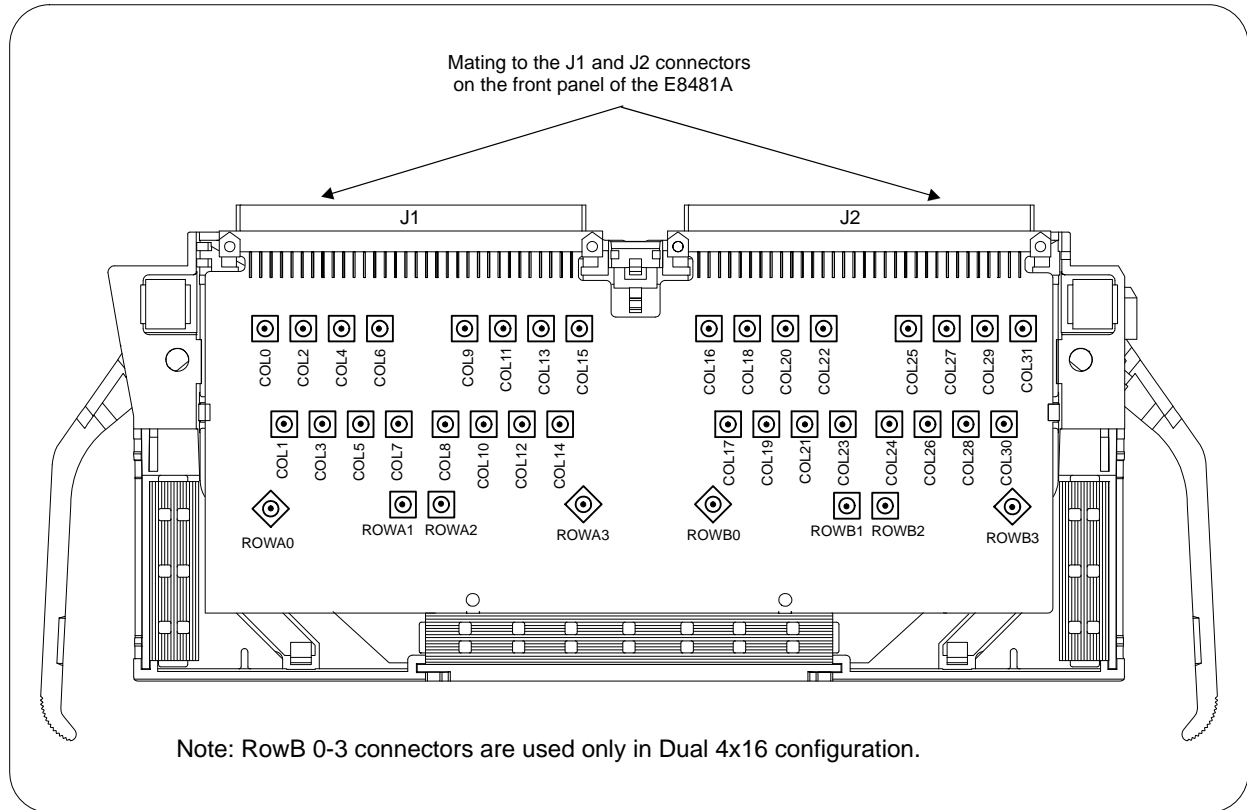 Mating to the J1 and J2 connectors
on the front panel of the E8481A
J1
J2
COL0
COL2
COL4
COL6
COL9
COL11
COL13
COL15
COL16
COL18
COL20
COL22
COL25
COL27
COL29
COL31
COL1
COL3
COL5
COL7
COL8
COL10
COL12
COL14
COL17
COL19
COL21
COL23
COL24
COL26
COL28
COL30
ROWA0
ROWA1
ROWA2
ROWA3
ROWB0
ROWB1
ROWB2
ROWB3
Note: RowB 0-3 connectors are used only in Dual 4x16 configuration.